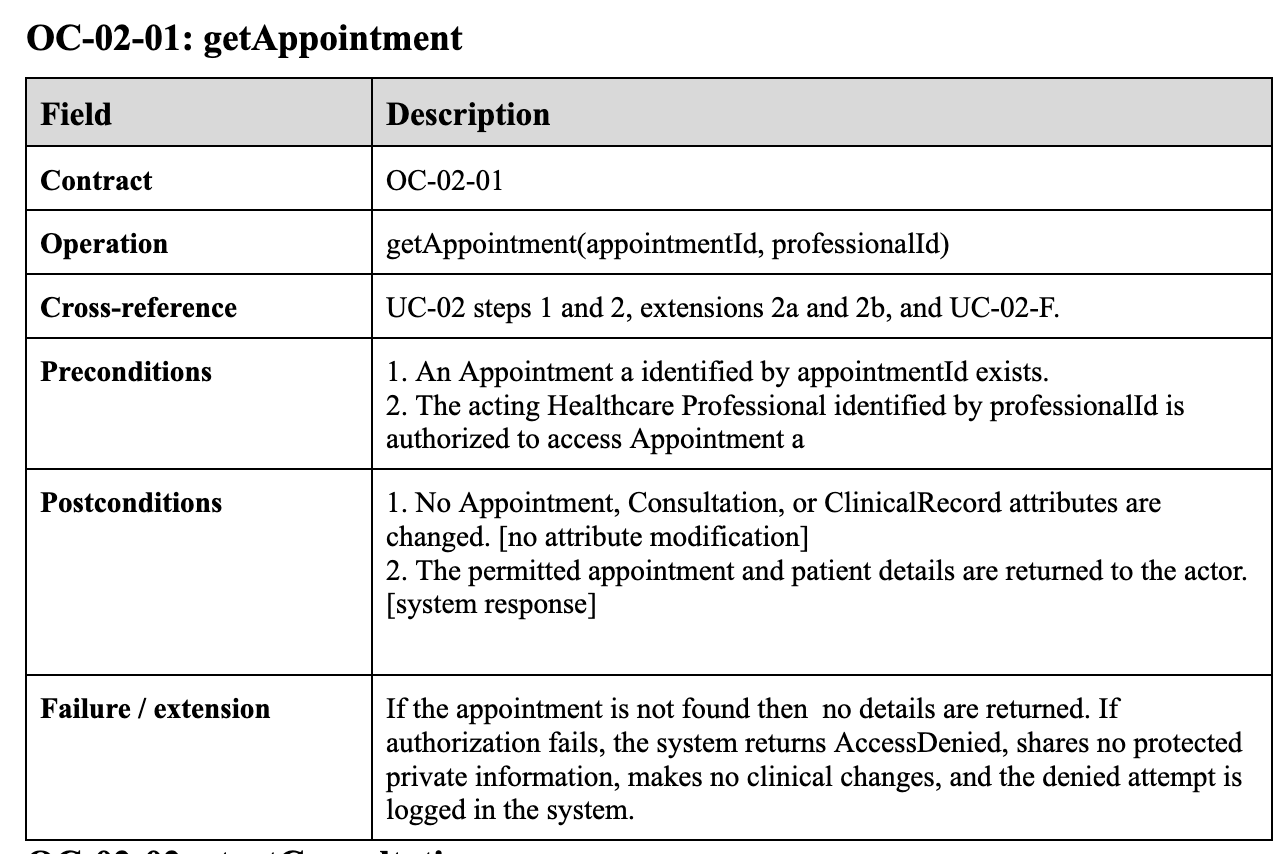 OC-02-01: getAppointment
Field Description
Contract OC-02-01
Operation getAppointment(appointmentId, professionalId)
Cross-reference UC-02 steps 1 and 2, extensions 2a and 2b, and UC-02-F.
Preconditions 1. An Appointment a identified by appointmentId exists.
2. The acting Healthcare Professional identified by professionalId is
authorized to access Appointment a
Postconditions 1. No Appointment, Consultation, or ClinicalRecord attributes are
changed. [no attribute modification]
2. The permitted appointment and patient details are returned to the actor.
[system response]
Failure / extension If the appointment is not found then  no details are returned. If
authorization fails, the system returns AccessDenied, shares no protected
private information, makes no clinical changes, and the denied attempt is
logged in the system.